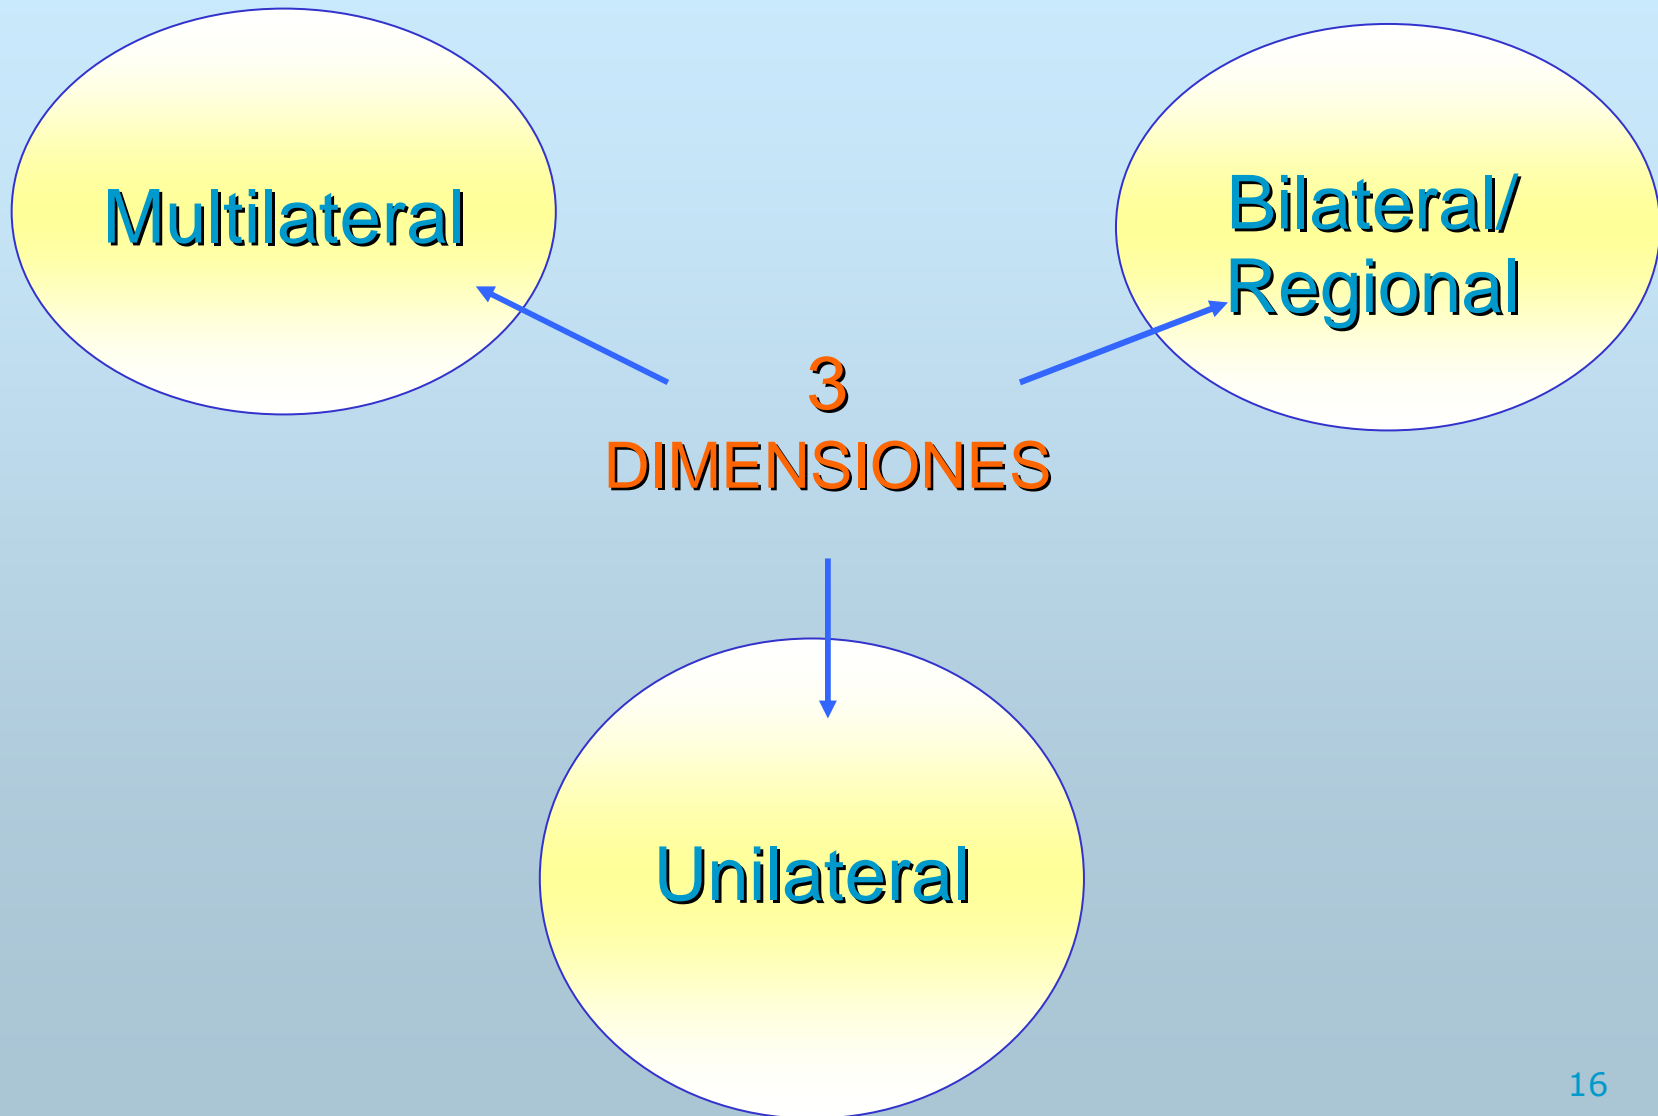 Multilateral
Bilateral/
Regional
3
DIMENSIONES
Unilateral
16